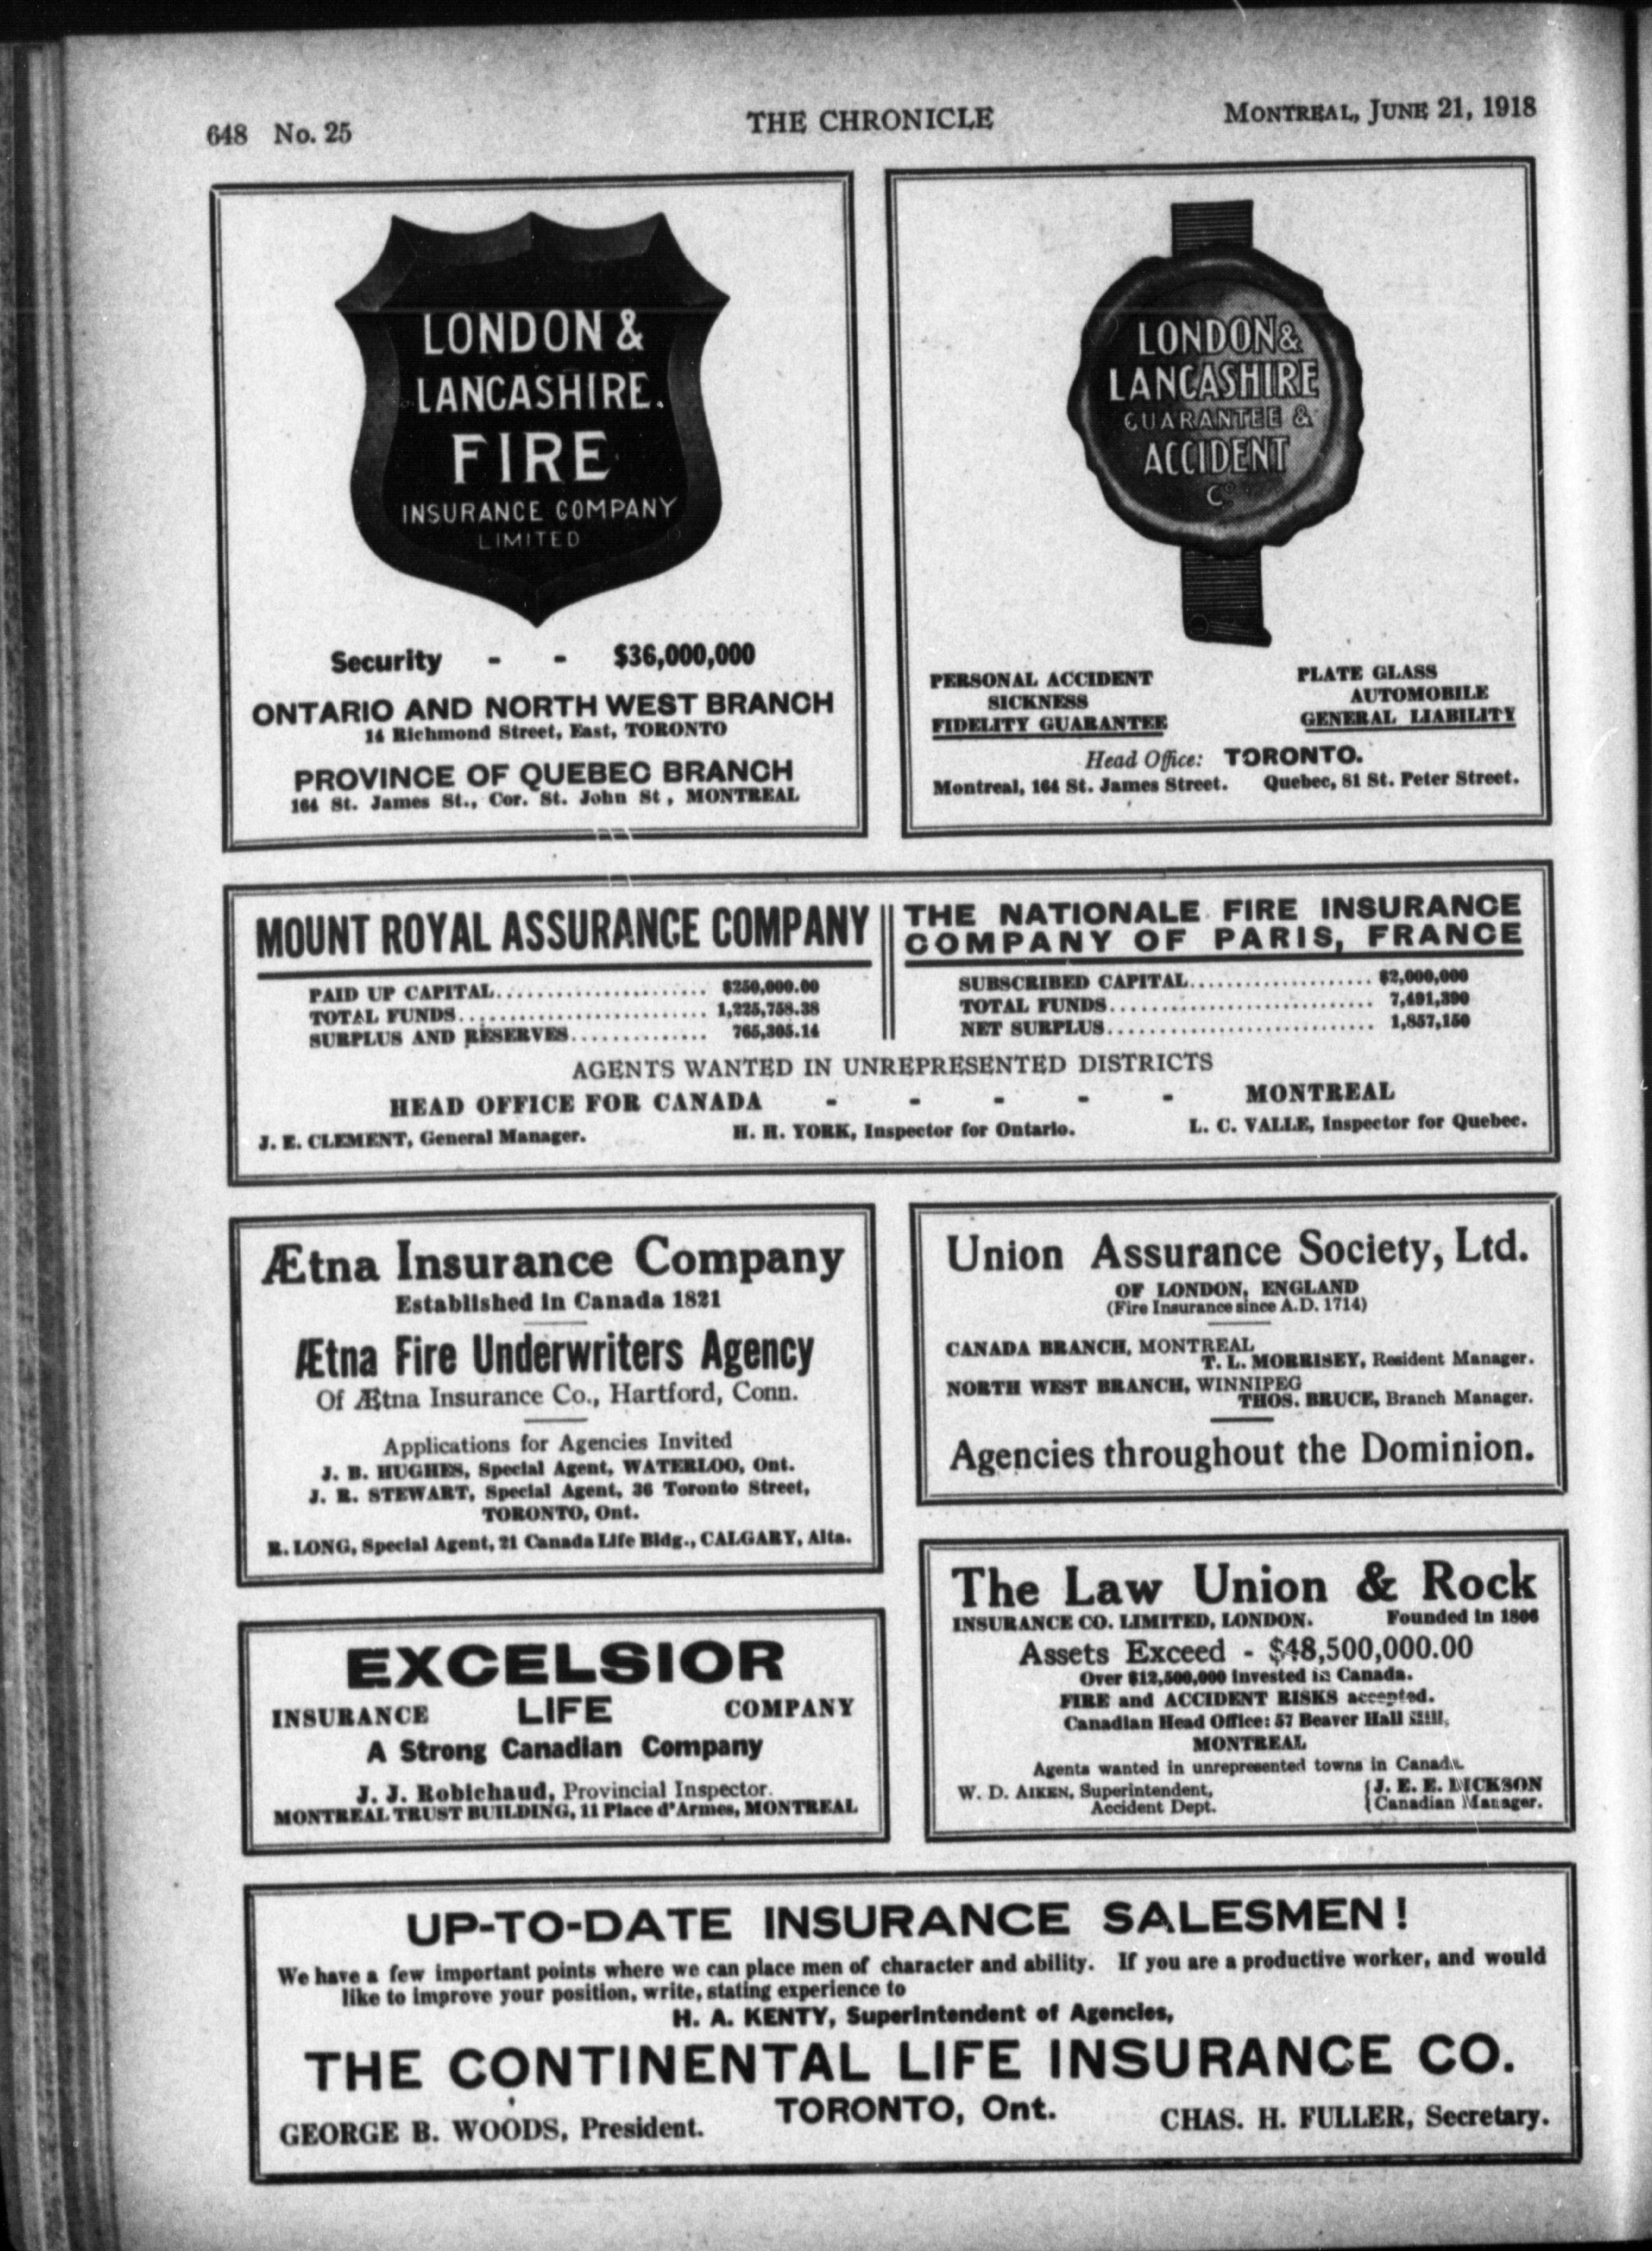 648 No. 25
THE CHRONICLE
MONTREAL, JUNE 21, 1918
LONDON &
LANCASHIRE.
FIRE
INSURANCE COMPANY
LIMITED
Security - - $36,000,000
ONTARIO AND NORTH WEST BRANCH
14 Richmond Street, East, TORONTO
PROVINCE OF QUEBEC BRANCH
164 St. James St., Cor. St. John St, MONTREAL
LONDON &
LANCASHIRE
GUARANTEE &
ACCIDENT
Co
PERSONAL ACCIDENT
SICKNESS
FIDELITY GUARANTEE
PLATE GLASS
AUTOMOBILE
GENERAL LIABILITY
Head Office: TORONTO.
Montreal, 164 St. James Street. Quebec, 81 St. Peter Street.
MOUNT ROYAL ASSURANCE COMPANY
PAID UP CAPITAL...................... $250,000.00
TOTAL FUNDS.......................... 1,225,758.38
SURPLUS AND RESERVES.............. 765,305.14
THE NATIONALE FIRE INSURANCE
COMPANY OF PARIS, FRANCE
SUBSCRIBED CAPITAL................... $2,000,000
TOTAL FUNDS............................ 7,491,390
NET SURPLUS............................ 1,857,150
AGENTS WANTED IN UNREPRESENTED DISTRICTS
HEAD OFFICE FOR CANADA - - - - - MONTREAL
J. E. CLEMENT, General Manager. H. H. YORK, Inspector for Ontario. L. C. VALLE, Inspector for Quebec.
Ætna Insurance Company
Established in Canada 1821
Ætna Fire Underwriters Agency
Of Ætna Insurance Co., Hartford, Conn.
Applications for Agencies Invited
J. B. HUGHES, Special Agent, WATERLOO, Ont.
J. R. STEWART, Special Agent, 36 Toronto Street,
TORONTO, Ont.
R. LONG, Special Agent, 21 Canada Life Bldg., CALGARY, Alta.
Union Assurance Society, Ltd.
OF LONDON, ENGLAND
(Fire Insurance since A.D. 1714)
CANADA BRANCH, MONTREAL
T. L. MORRISEY, Resident Manager.
NORTH WEST BRANCH, WINNIPEG
THOS. BRUCE, Branch Manager.
Agencies throughout the Dominion.
EXCELSIOR
INSURANCE LIFE COMPANY
A Strong Canadian Company
J. J. Robichaud, Provincial Inspector.
MONTREAL TRUST BUILDING, 11 Place d'Armes, MONTREAL
The Law Union & Rock
INSURANCE CO. LIMITED, LONDON. Founded in 1806
Assets Exceed - $48,500,000.00
Over $12,500,000 invested in Canada.
FIRE and ACCIDENT RISKS accepted.
Canadian Head Office: 57 Beaver Hall Hill,
MONTREAL
Agents wanted in unrepresented towns in Canada.
W. D. AIKEN, Superintendent,
Accident Dept.
J. E. E. DICKSON
Canadian Manager.
UP-TO-DATE INSURANCE SALESMEN!
We have a few important points where we can place men of character and ability. If you are a productive worker, and would
like to improve your position, write, stating experience to
H. A. KENTY, Superintendent of Agencies,
THE CONTINENTAL LIFE INSURANCE CO.
TORONTO, Ont.
GEORGE B. WOODS, President. CHAS. H. FULLER, Secretary.